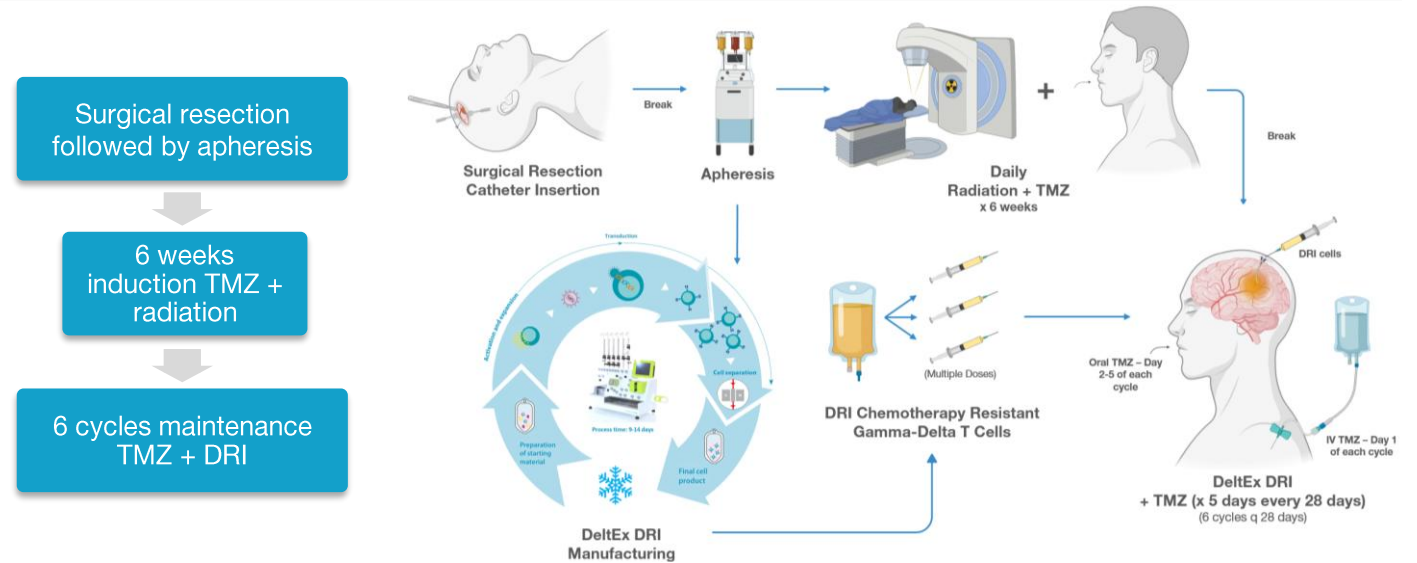 Surgical resection
followed by apheresis
6 weeks
induction TMZ +
radiation
6 cycles maintenance
TMZ + DRI
Surgical Resection
Catheter Insertion
Break
Apheresis
Daily
Radiation + TMZ
x 6 weeks
+
Break
Transduction
Activation and expansion
Cell separation
Process time: 9-14 days
Preparation
of starting
material
Final cell
product
DeltEx DRI
Manufacturing
(Multiple Doses)
DRI Chemotherapy Resistant
Gamma-Delta T Cells
DRI cells
Oral TMZ – Day
2-5 of each
cycle
IV TMZ – Day 1
of each cycle
DeltEx DRI
+ TMZ (x 5 days every 28 days)
(6 cycles q 28 days)